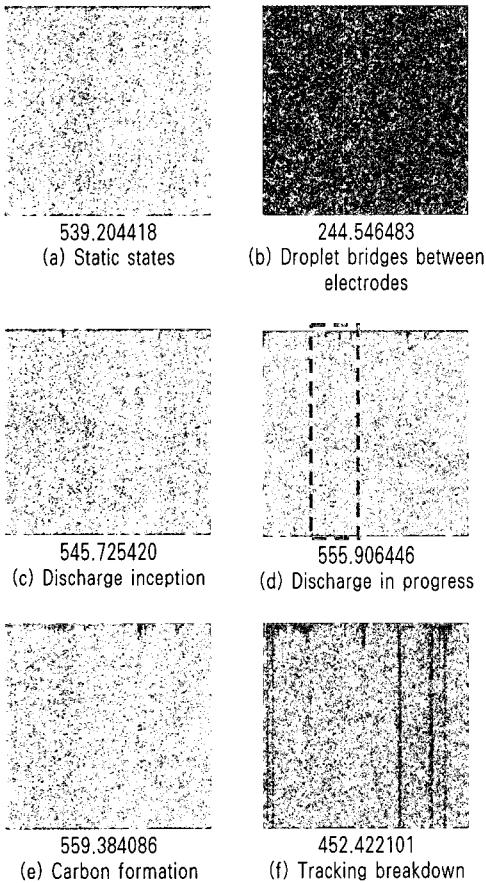 539.204418
(a) Static states
244.546483
(b) Droplet bridges between
electrodes
545.725420
(c) Discharge inception
555.906446
(d) Discharge in progress
559.384086
(e) Carbon formation
452.422101
(f) Tracking breakdown